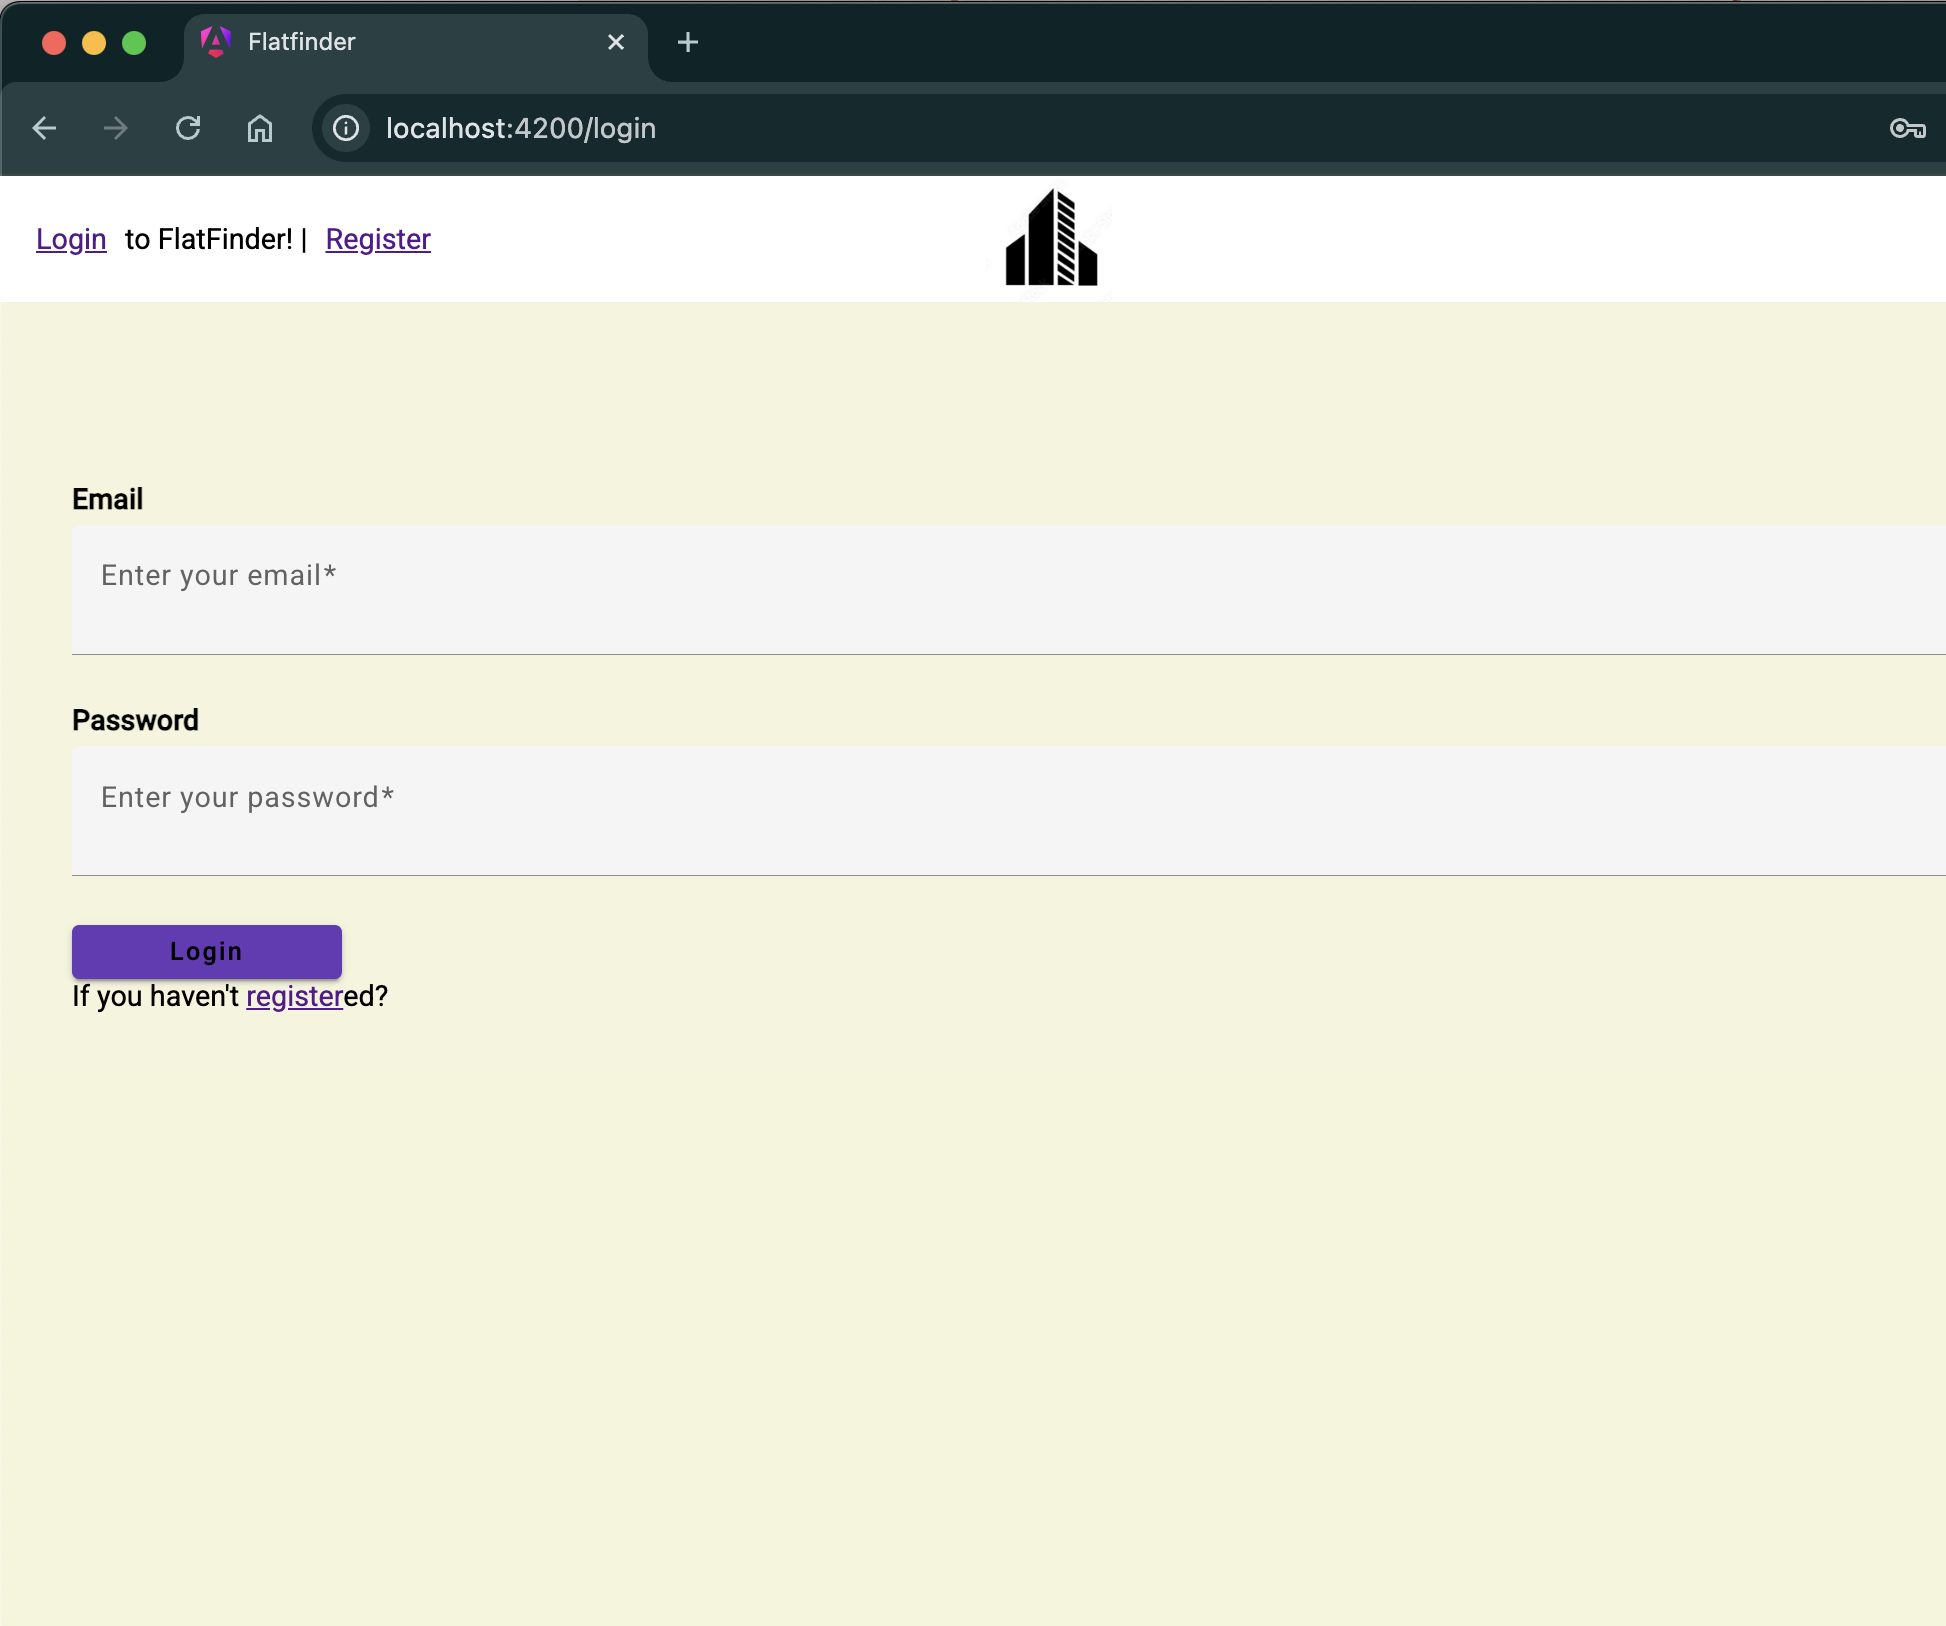 Flatfinder
localhost:4200/login
Login to FlatFinder! | Register
Email
Enter your email*
Password
Enter your password*
Login
If you haven't registered?